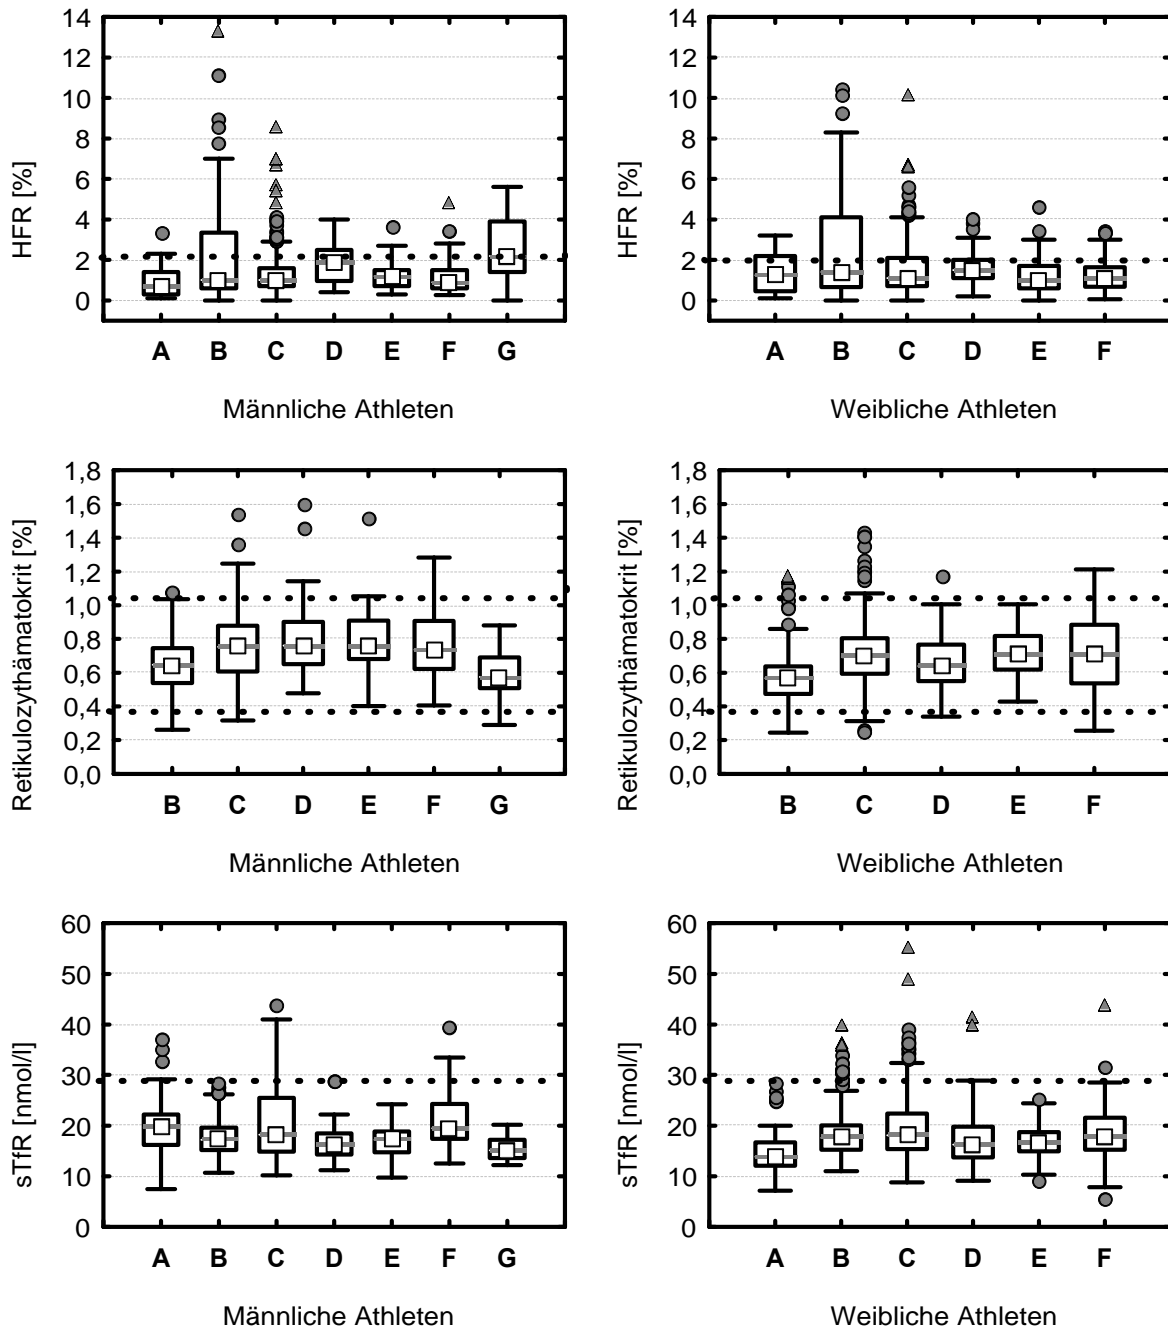 HFR [%]
14
12
10
8
6
4
2
0
A B C D E F G
Männliche Athleten
HFR [%]
14
12
10
8
6
4
2
0
A B C D E F
Weibliche Athleten
Retikulozythämatokrit [%]
1,8
1,6
1,4
1,2
1,0
0,8
0,6
0,4
0,2
0,0
B C D E F G
Männliche Athleten
Retikulozythämatokrit [%]
1,8
1,6
1,4
1,2
1,0
0,8
0,6
0,4
0,2
0,0
B C D E F
Weibliche Athleten
sTfR [nmol/l]
60
50
40
30
20
10
0
A B C D E F G
Männliche Athleten
sTfR [nmol/l]
60
50
40
30
20
10
0
A B C D E F
Weibliche Athleten